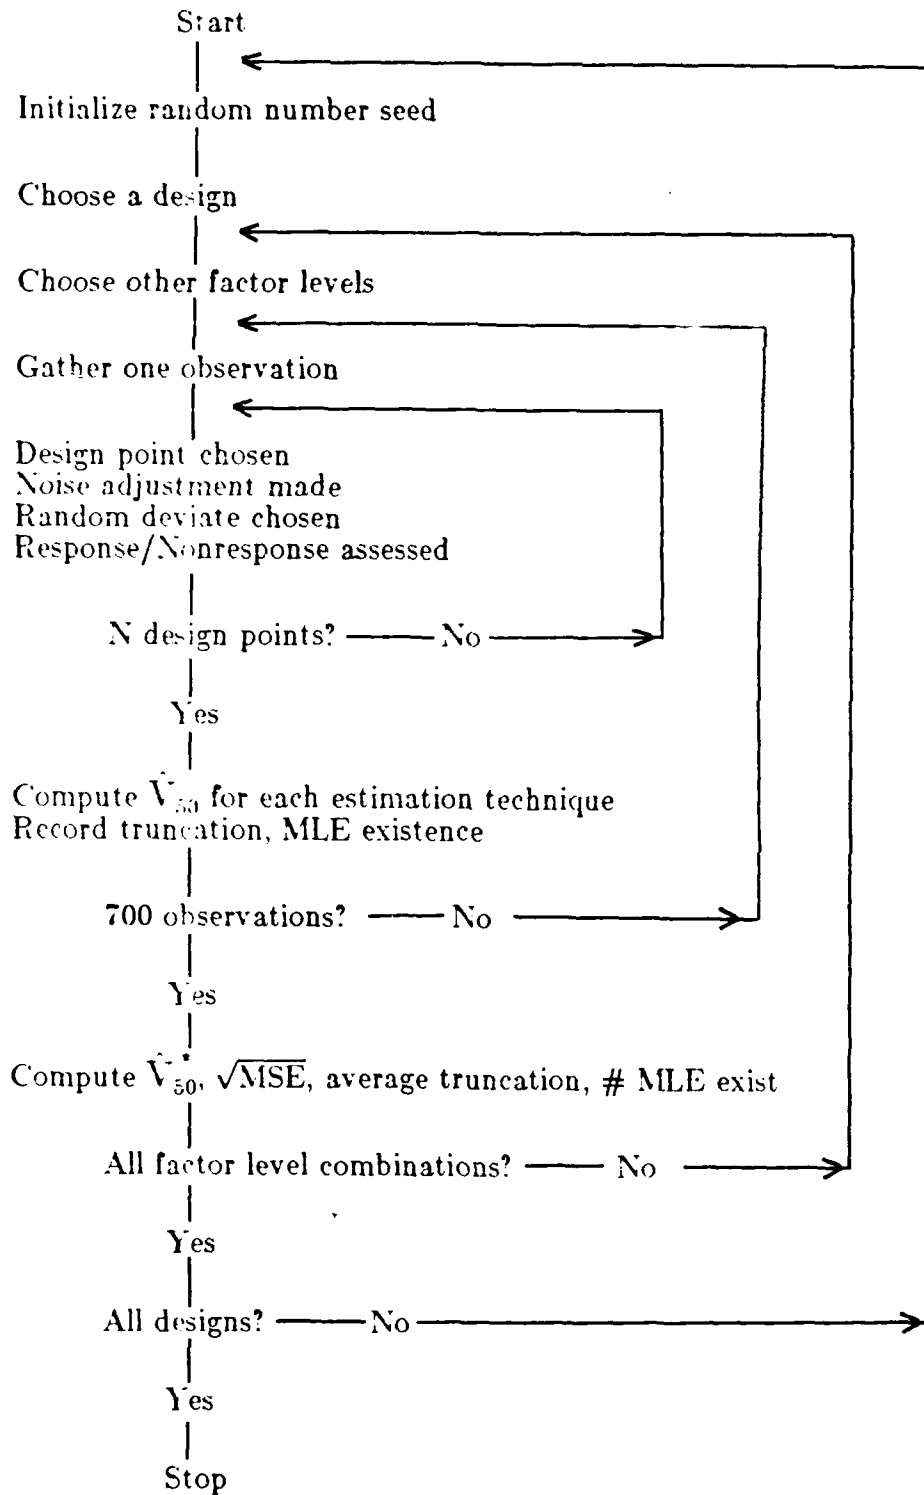 Start
Initialize random number seed
Choose a design
Choose other factor levels
Gather one observation
Design point chosen
Noise adjustment made
Random deviate chosen
Response/Nonresponse assessed
N design points? No
Yes
Compute V̂₅₀ for each estimation technique
Record truncation, MLE existence
700 observations? No
Yes
Compute V̂*₅₀, √MSE, average truncation, # MLE exist
All factor level combinations? No
Yes
All designs? No
Yes
Stop